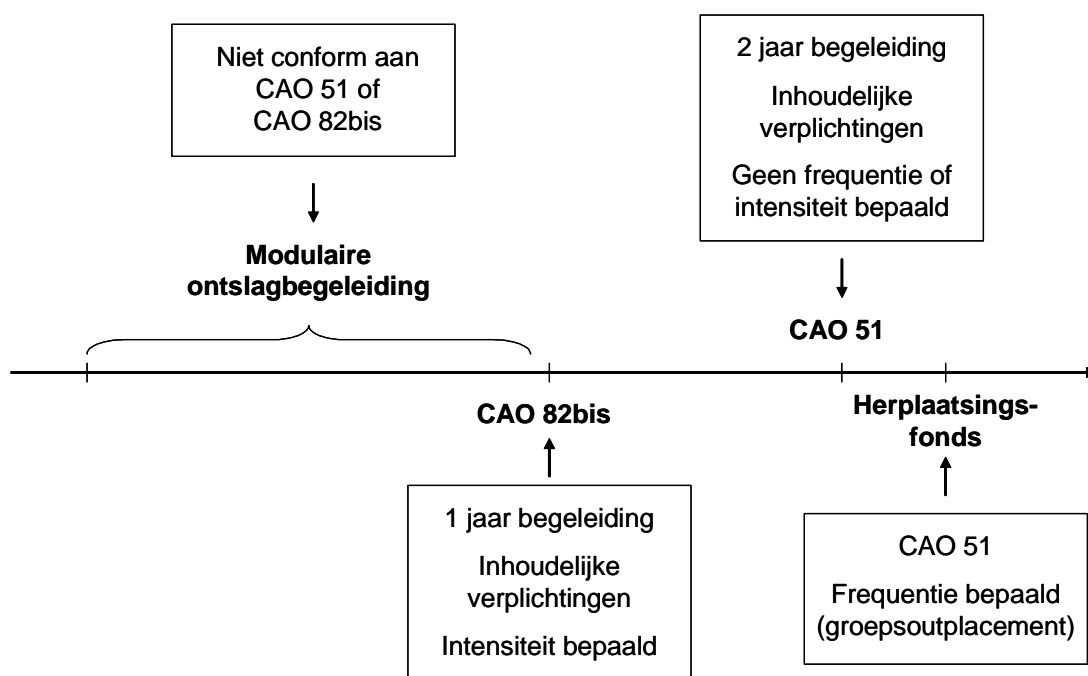 Niet conform aan
CAO 51 of
CAO 82bis
2 jaar begeleiding
Inhoudelijke
verplichtingen
Geen frequentie of
intensiteit bepaald
Modulaire
ontslagbegeleiding
CAO 51
CAO 82bis
Herplaatsings-
fonds
1 jaar begeleiding
Inhoudelijke
verplichtingen
Intensiteit bepaald
CAO 51
Frequentie bepaald
(groepsoutplacement)